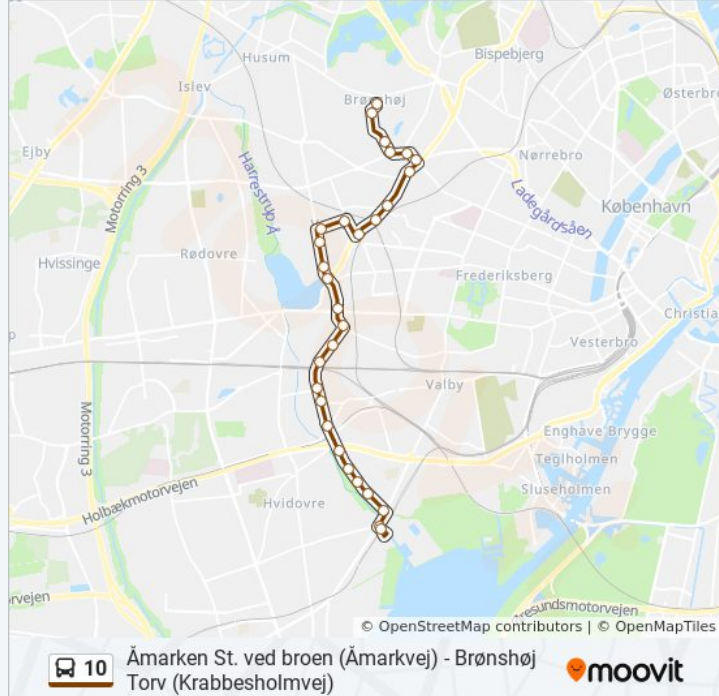 Husum
Bispebjerg
Islev
Brønshøj
Østerbro
Ejby
Nørrebro
Motorring 3
Harrestrup Å
Ladegårdsåen
København
Rødovre
Hvissinge
Frederiksberg
Christia
Vesterbro
Valby
Motorring 3
Enghave Brygge
Teglholmen
Holbækmotorvejen
Sluseholmen
Hvidovre
rvejen
resundsmotorvejen
© OpenStreetMap contributors | © OpenMapTiles
10
Åmarken St. ved broen (Åmarkvej) - Brønshøj
Torv (Krabbesholmvej)
moovit